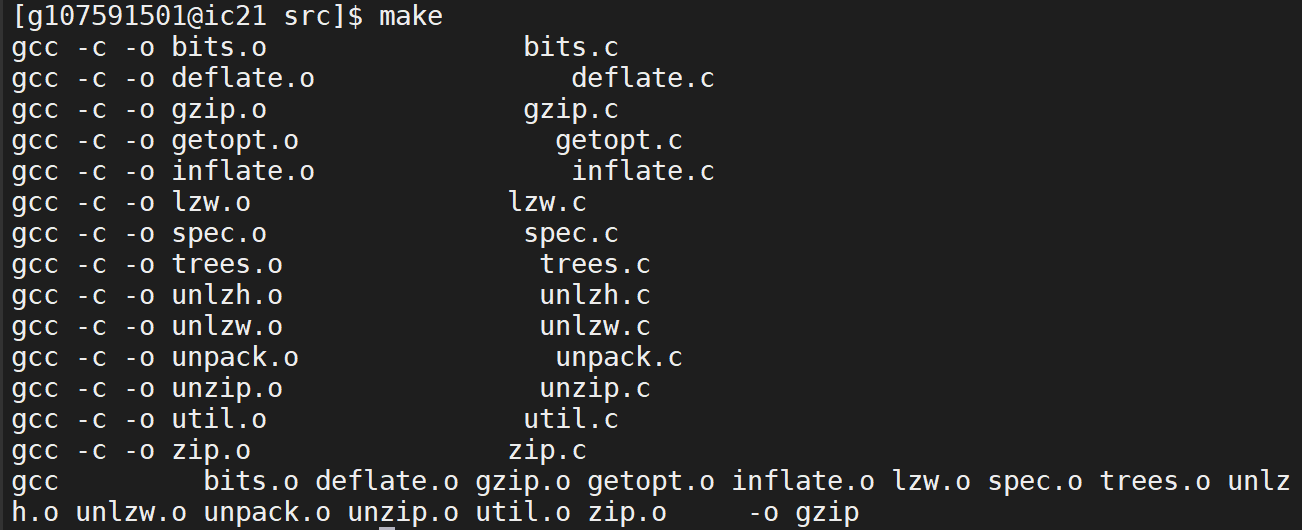 [g107591501@ic21 src]$ make
gcc -c -o bits.o                bits.c
gcc -c -o deflate.o                deflate.c
gcc -c -o gzip.o                gzip.c
gcc -c -o getopt.o                getopt.c
gcc -c -o inflate.o                inflate.c
gcc -c -o lzw.o                lzw.c
gcc -c -o spec.o                spec.c
gcc -c -o trees.o                trees.c
gcc -c -o unlzh.o                unlzh.c
gcc -c -o unlzw.o                unlzw.c
gcc -c -o unpack.o                unpack.c
gcc -c -o unzip.o                unzip.c
gcc -c -o util.o                util.c
gcc -c -o zip.o                zip.c
gcc         bits.o deflate.o gzip.o getopt.o inflate.o lzw.o spec.o trees.o unlz
h.o unlzw.o unpack.o unzip.o util.o zip.o     -o gzip